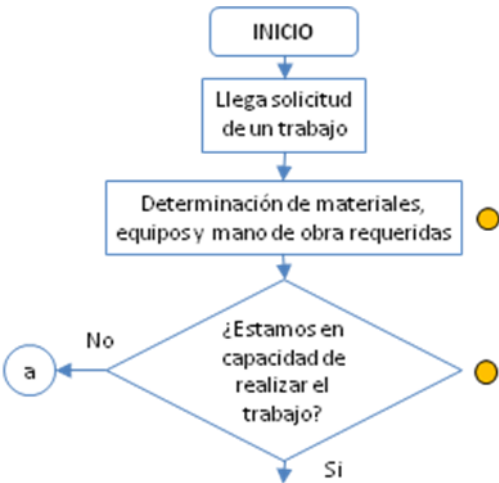 INICIO
Llega solicitud
de un trabajo
Determinación de materiales,
equipos y mano de obra requeridas
¿Estamos en
capacidad de
realizar el
trabajo?
No
a
Si